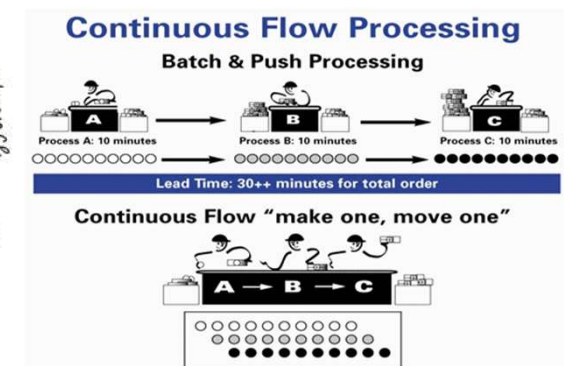 Continuous Flow Processing
Batch & Push Processing
A
B
C
Process A: 10 minutes
Process B: 10 minutes
Process C: 10 minutes
Lead Time: 30++ minutes for total order
Continuous Flow “make one, move one”
A → B → C